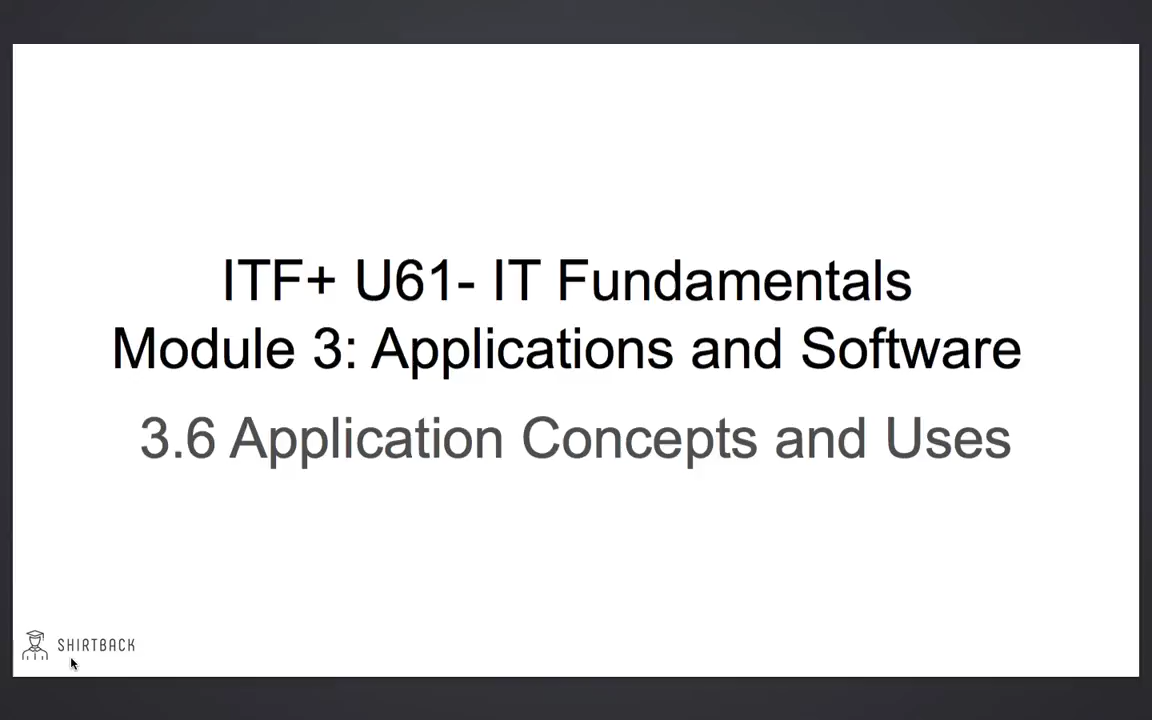 ITF+ U61- IT Fundamentals
Module 3: Applications and Software
3.6 Application Concepts and Uses
SHIRTBACK